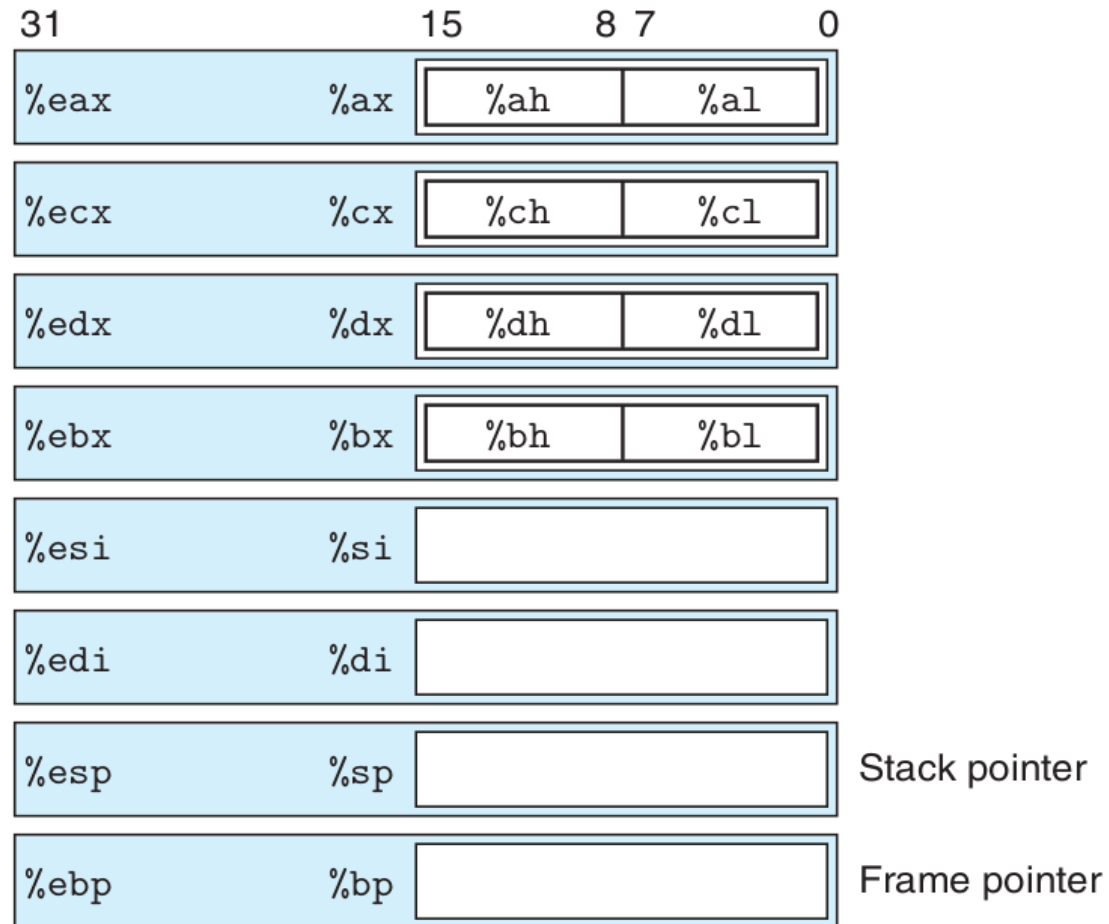 31 15 8 7 0
%eax %ax %ah %al
%ecx %cx %ch %cl
%edx %dx %dh %dl
%ebx %bx %bh %bl
%esi %si
%edi %di
%esp %sp Stack pointer
%ebp %bp Frame pointer